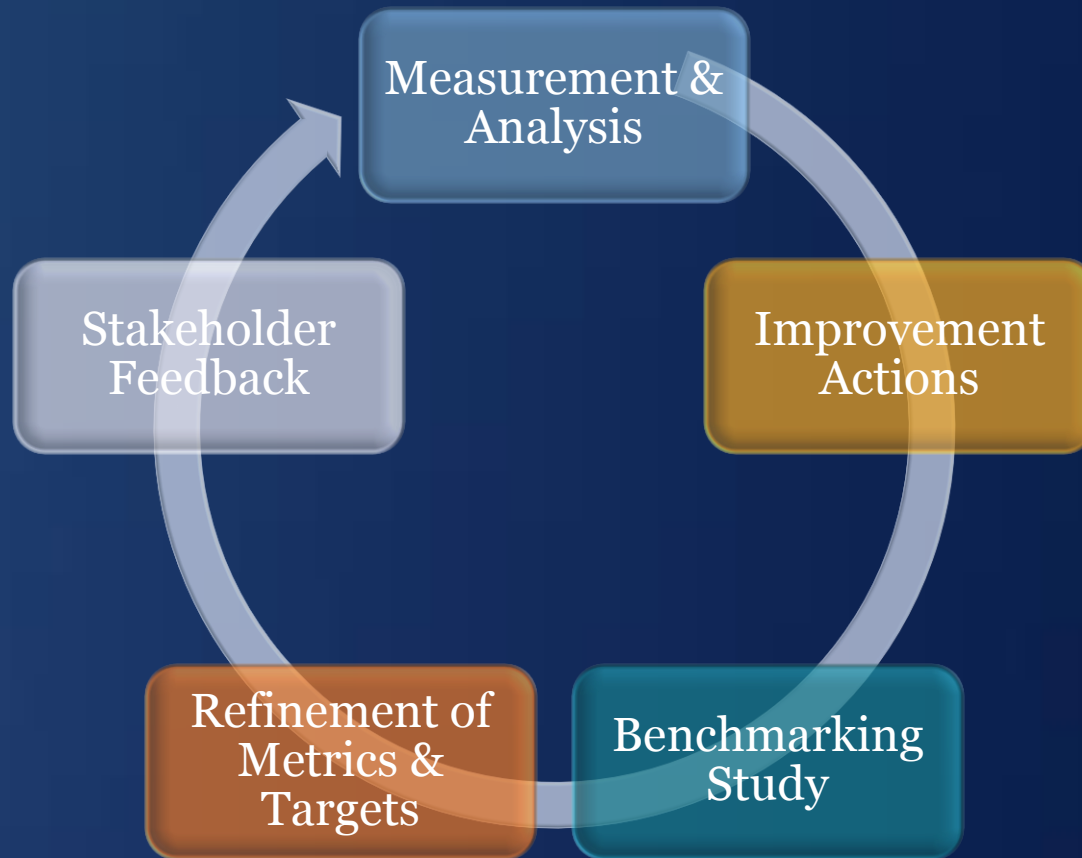 Measurement &
Analysis
Improvement
Actions
Benchmarking
Study
Refinement of
Metrics &
Targets
Stakeholder
Feedback